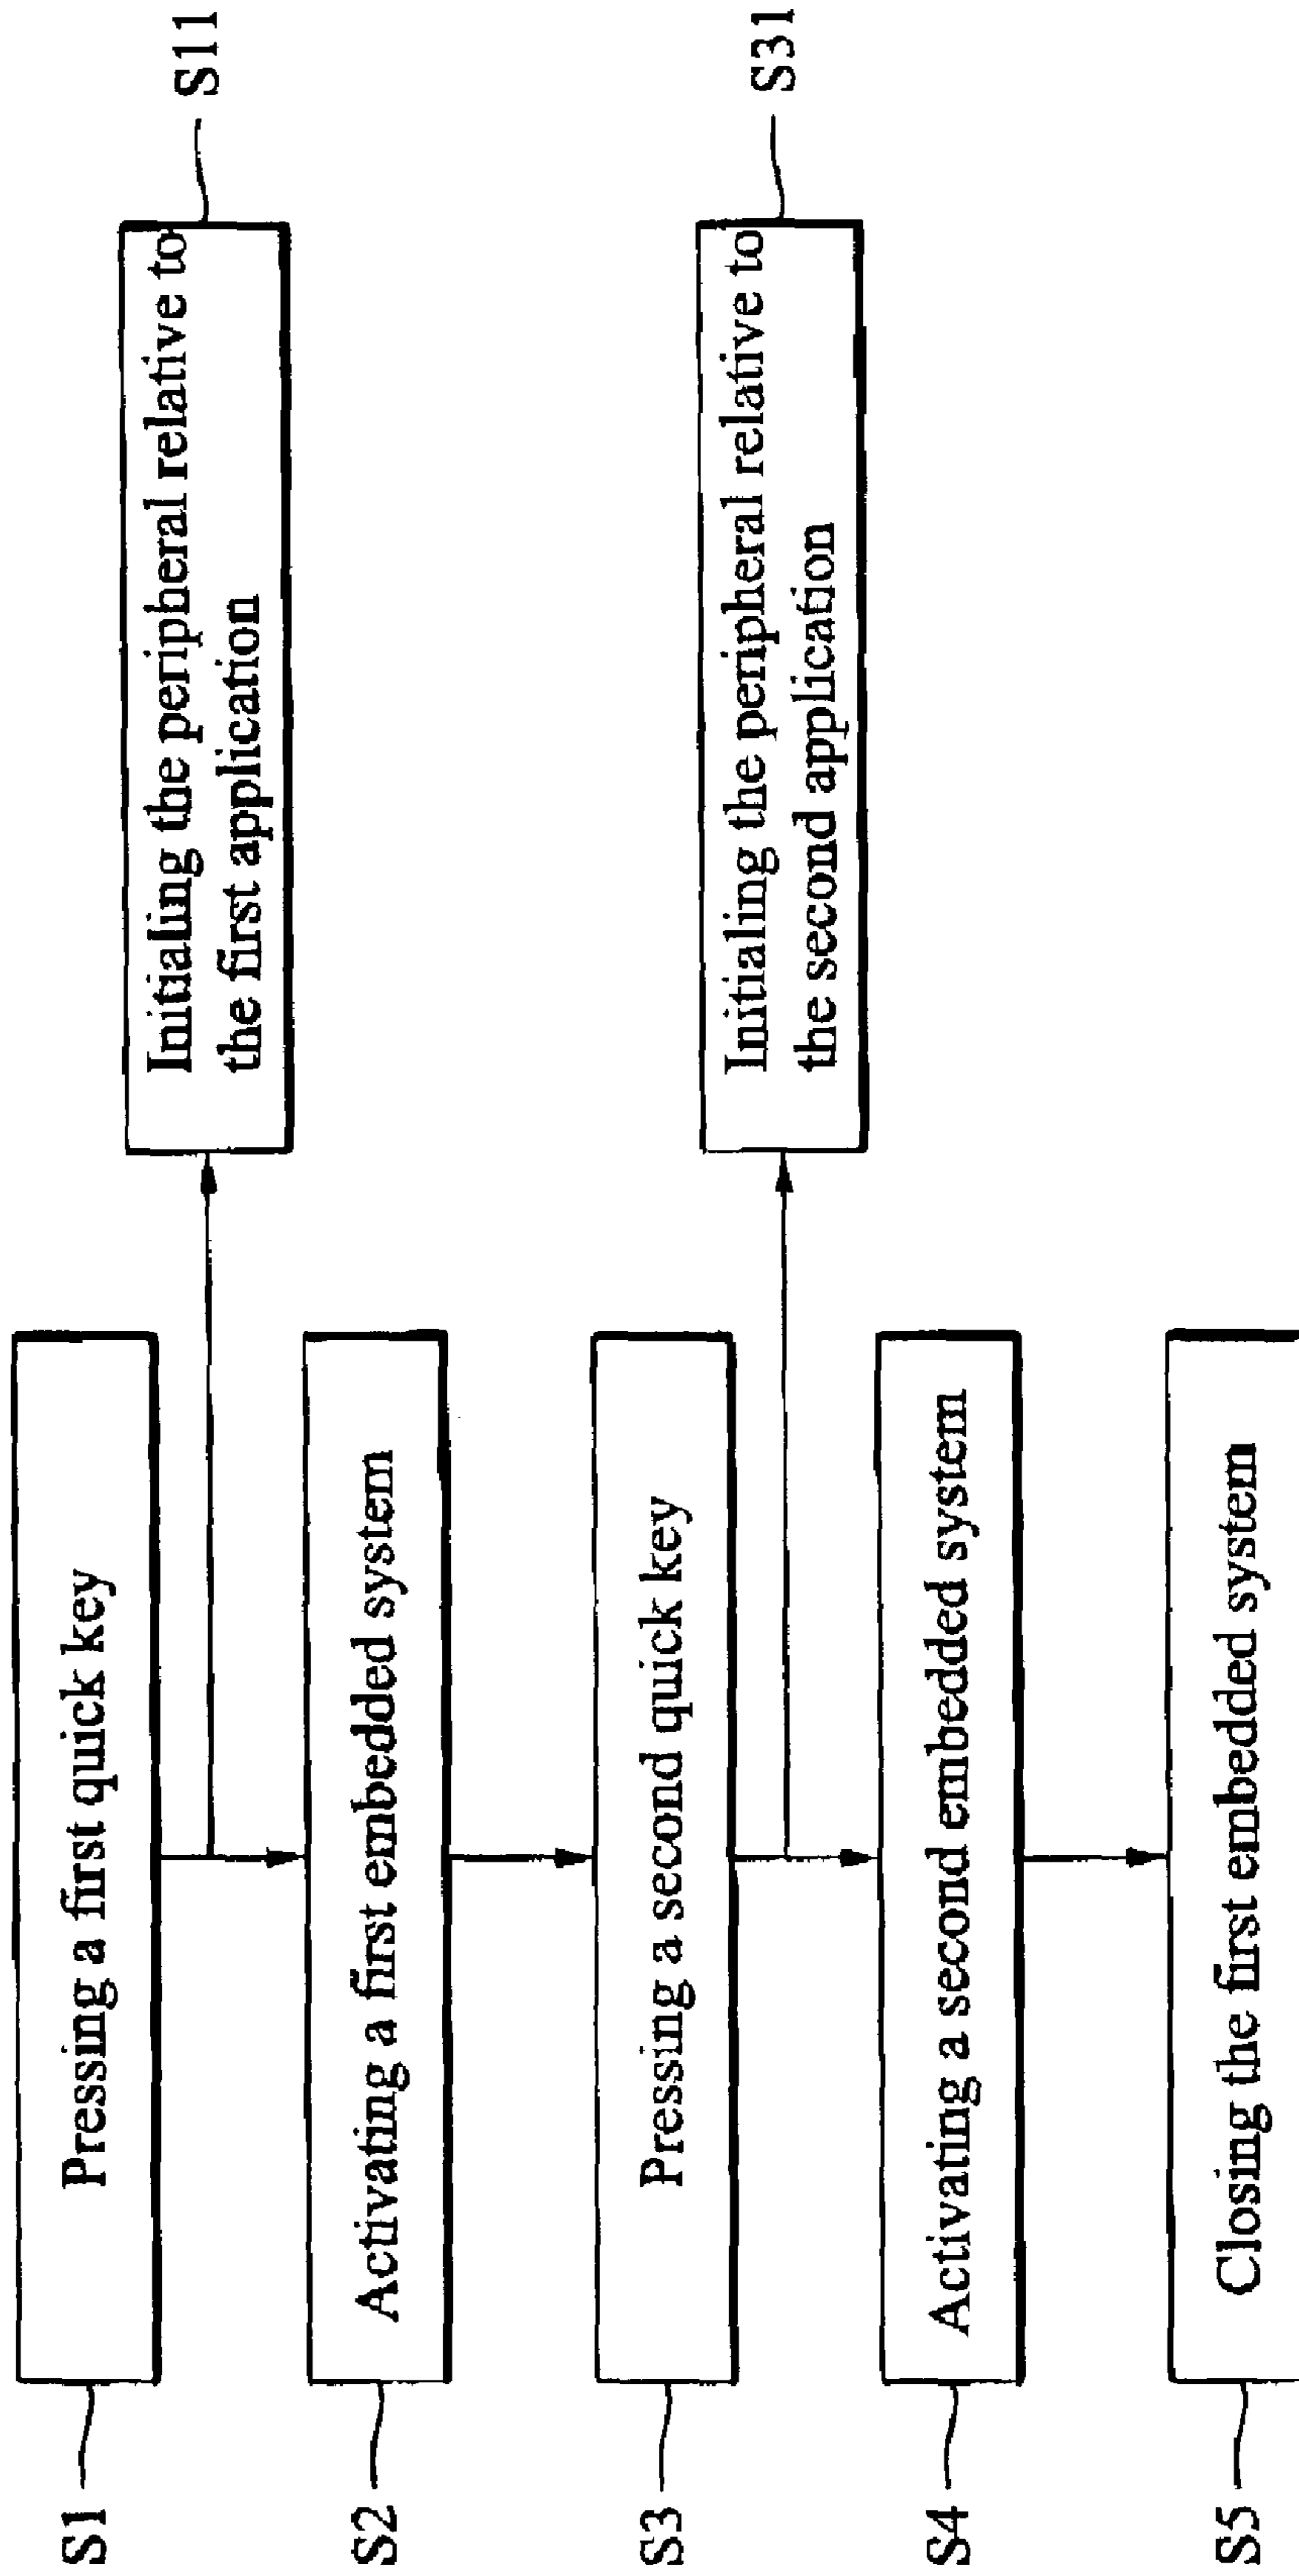 S1
Pressing a first quick key
Initialing the peripheral relative to
the first application
S11
S2
Activating a first embedded system
S3
Pressing a second quick key
Initialing the peripheral relative to
the second application
S31
S4
Activating a second embedded system
S5
Closing the first embedded system